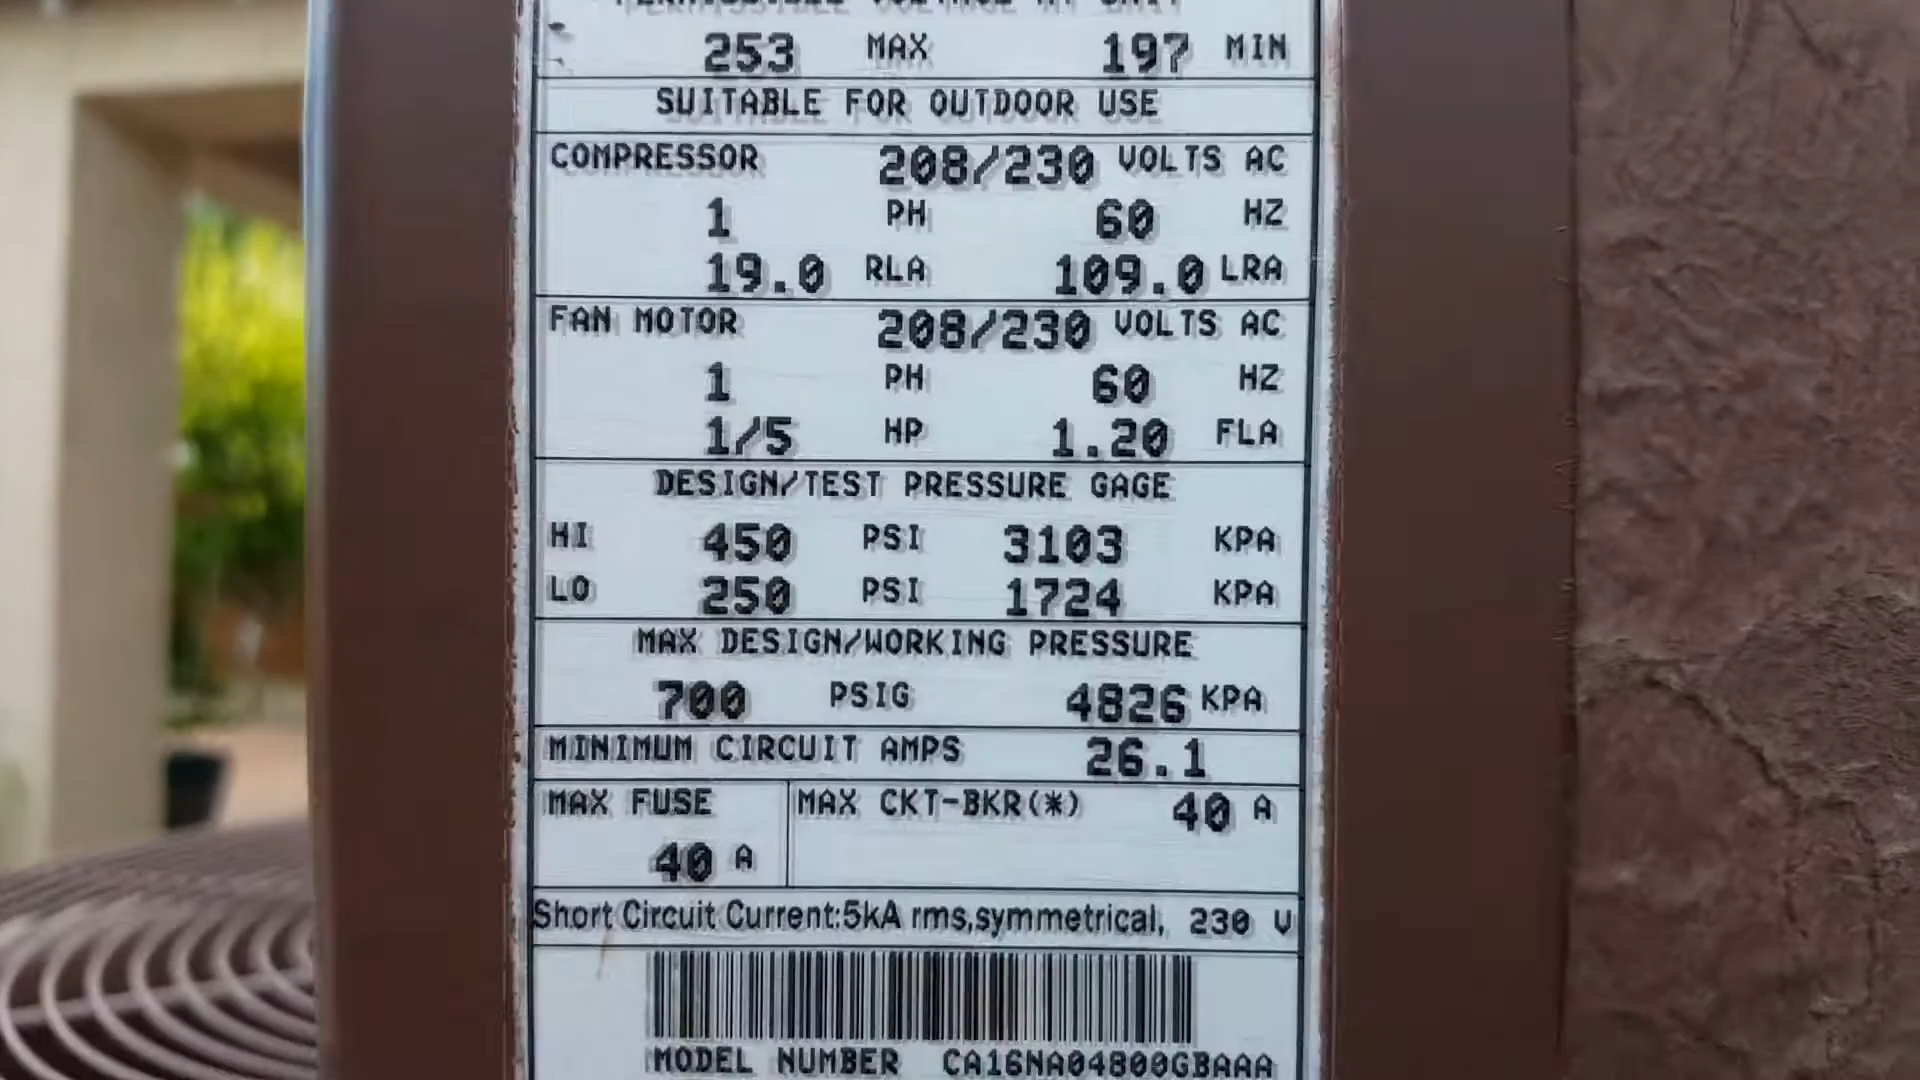 PERMISSIBLE VOLTAGE AT UNIT
253 MAX 197 MIN
SUITABLE FOR OUTDOOR USE
COMPRESSOR 208/230 VOLTS AC
1 PH 60 HZ
19.0 RLA 109.0 LRA
FAN MOTOR 208/230 VOLTS AC
1 PH 60 HZ
1/5 HP 1.20 FLA
DESIGN/TEST PRESSURE GAGE
HI 450 PSI 3103 KPA
LO 250 PSI 1724 KPA
MAX DESIGN/WORKING PRESSURE
700 PSIG 4826 KPA
MINIMUM CIRCUIT AMPS 26.1
MAX FUSE MAX CKT-BKR(*) 40 A
40 A
Short Circuit Current:5kA rms,symmetrical, 230 V
MODEL NUMBER CA16NA04800GBAAA